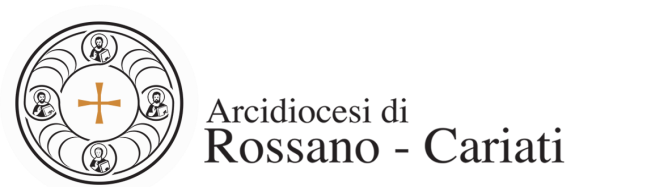 Arcidiocesi di
Rossano - Cariati